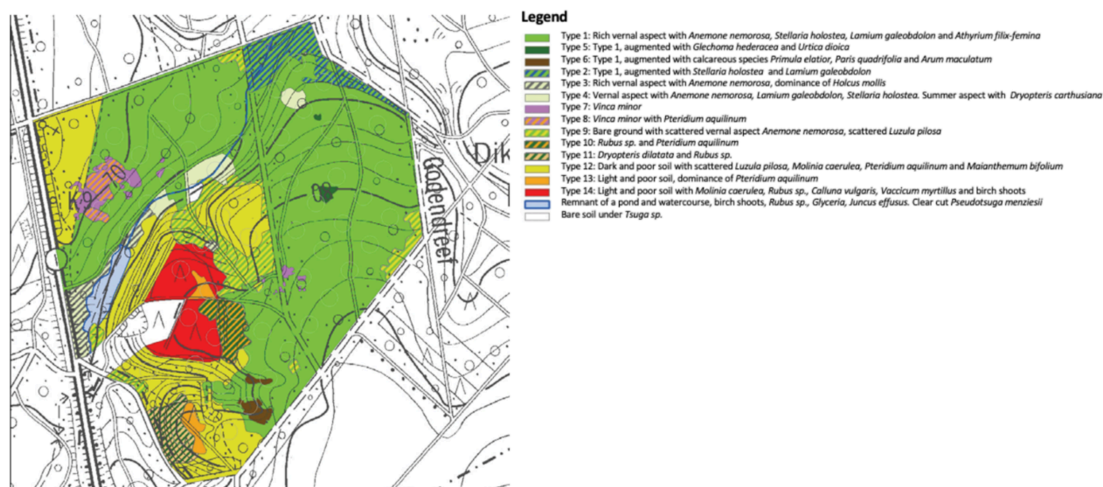 Legend
Type 1: Rich vernal aspect with Anemone nemorosa, Stellaria holostea, Lamium galeobdolon and Athyrium filix-femina
Type 5: Type 1, augmented with Glechoma hederacea and Urtica dioica
Type 6: Type 1, augmented with calcareous species Primula elatior, Paris quadrifolia and Arum maculatum
Type 2: Type 1, augmented with Stellaria holostea and Lamium galeobdolon
Type 3: Rich vernal aspect with Anemone nemorosa, dominance of Holcus mollis
Type 4: Vernal aspect with Anemone nemorosa, Lamium galeobdolon, Stellaria holostea. Summer aspect with Dryopteris carthusiana
Type 7: Vinca minor
Type 8: Vinca minor with Pteridium aquilinum
Type 9: Bare ground with scattered vernal aspect Anemone nemorosa, scattered Luzula pilosa
Type 10: Rubus sp. and Pteridium aquilinum
Type 11: Dryopteris dilatata and Rubus sp.
Type 12: Dark and poor soil with scattered Luzula pilosa, Molinia caerulea, Pteridium aquilinum and Maianthemum bifolium
Type 13: Light and poor soil, dominance of Pteridium aquilinum
Type 14: Light and poor soil with Molinia caerulea, Rubus sp., Calluna vulgaris, Vaccicum myrtillus and birch shoots
Remnant of a pond and watercourse, birch shoots, Rubus sp., Glyceria, Juncus effusus. Clear cut Pseudotsuga menziesii
Bare soil under Tsuga sp.
Dik
Godendreef